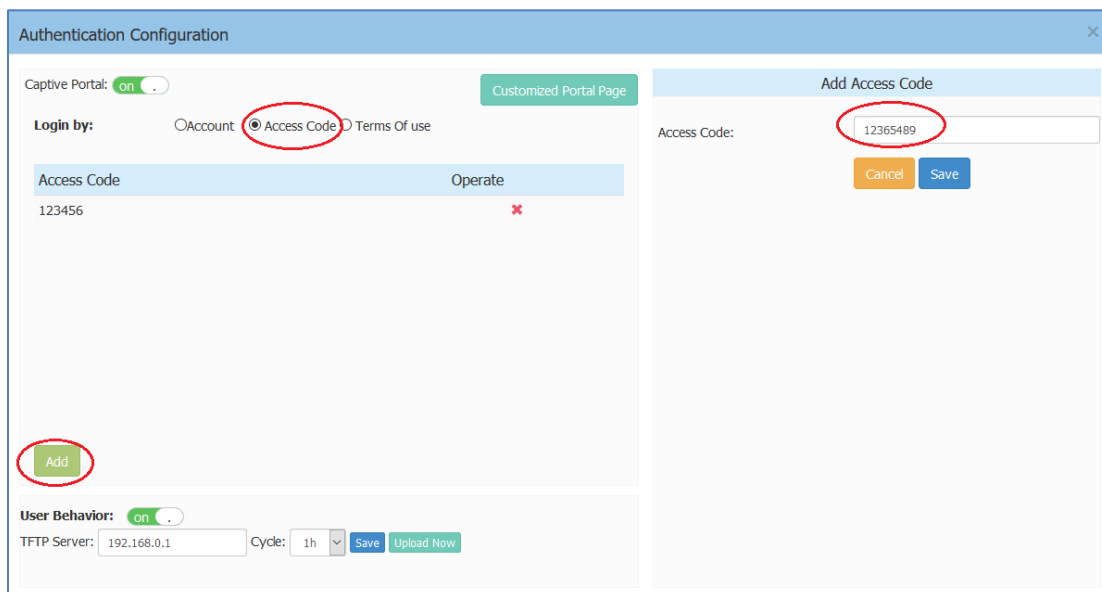 Authentication Configuration
Captive Portal: on .
Customized Portal Page
Login by: Account Access Code Terms Of use
Access Code Operate
123456
Add
User Behavior: on .
TFTP Server: 192.168.0.1 Cycle: 1h Save Upload Now
Add Access Code
Access Code: 12365489
Cancel Save